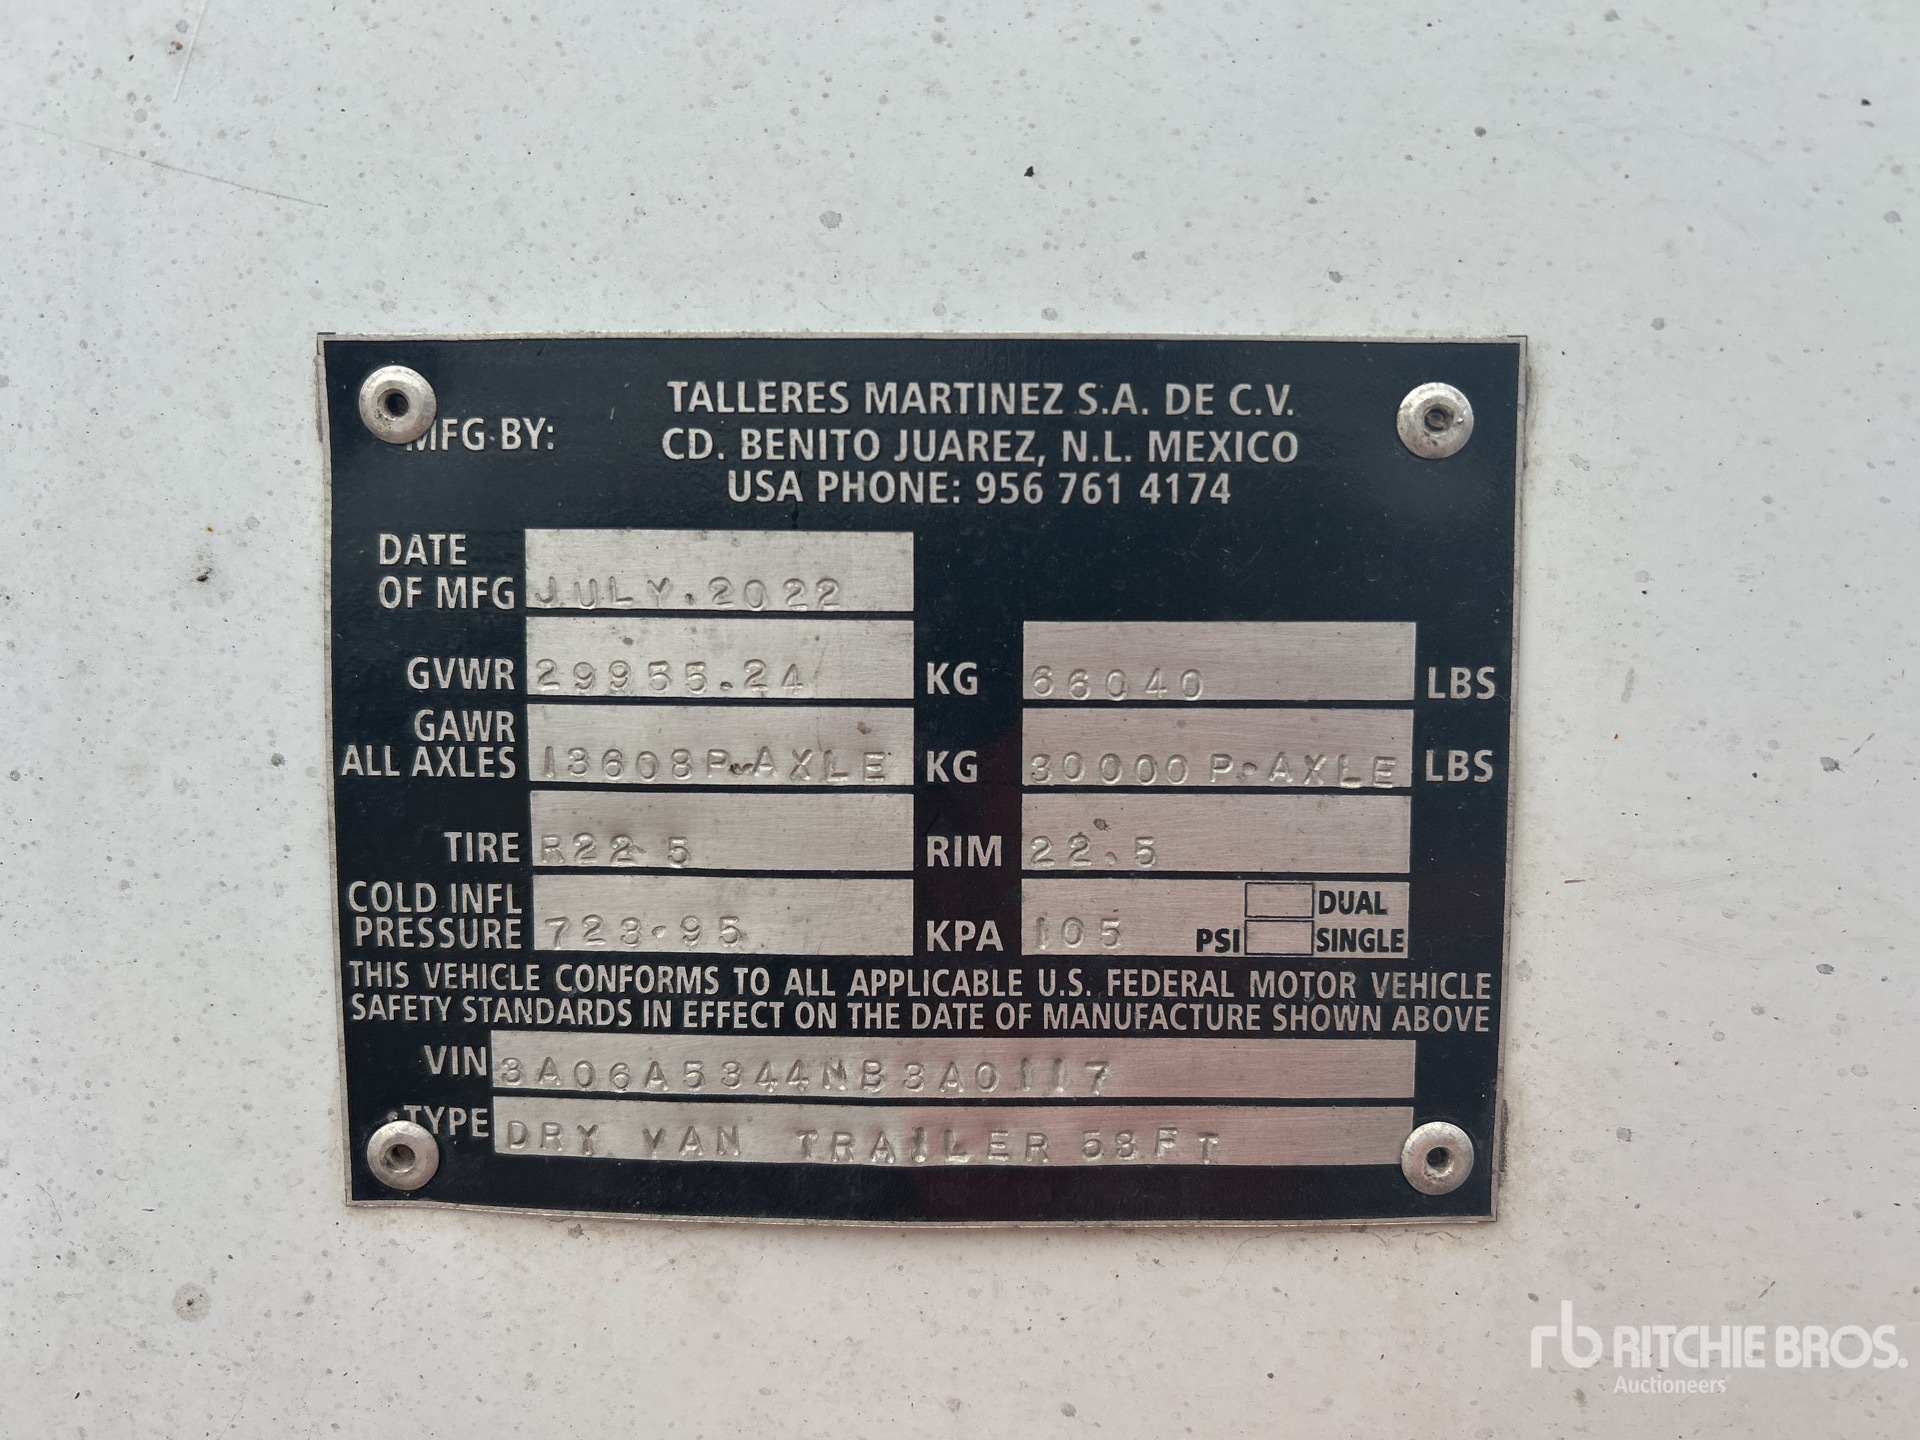 MFG BY:
TALLERES MARTINEZ S.A. DE C.V.
CD. BENITO JUAREZ, N.L. MEXICO
USA PHONE: 956 761 4174
DATE OF MFG JULY.2022
GVWR 29955.24 KG 66040 LBS
GAWR ALL AXLES 13608P-AXLE KG 30000 P-AXLE LBS
TIRE R22 5 RIM 22.5
COLD INFL PRESSURE 723.95 KPA 105 PSI DUAL SINGLE
THIS VEHICLE CONFORMS TO ALL APPLICABLE U.S. FEDERAL MOTOR VEHICLE
SAFETY STANDARDS IN EFFECT ON THE DATE OF MANUFACTURE SHOWN ABOVE
VIN 3A06A5344NB3A0117
TYPE DRY VAN TRAILER 53FT
rb RITCHIE BROS.
Auctioneers